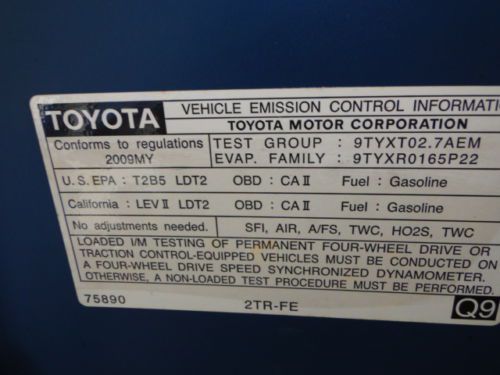 TOYOTA
VEHICLE EMISSION CONTROL INFORMATI
TOYOTA MOTOR CORPORATION
Conforms to regulations
2009MY
TEST GROUP : 9TYXT02.7AEM
EVAP. FAMILY : 9TYXR0165P22
U.S. EPA : T2B5 LDT2 OBD : CA II Fuel : Gasoline
California : LEV II LDT2 OBD : CA II Fuel : Gasoline
No adjustments needed. SFI, AIR, A/FS, TWC, HO2S, TWC
LOADED I/M TESTING OF PERMANENT FOUR-WHEEL DRIVE OR
TRACTION CONTROL-EQUIPPED VEHICLES MUST BE CONDUCTED ON
A FOUR-WHEEL DRIVE SPEED SYNCHRONIZED DYNAMOMETER.
OTHERWISE, A NON-LOADED TEST PROCEDURE MUST BE PERFORMED.
75890 2TR-FE Q9